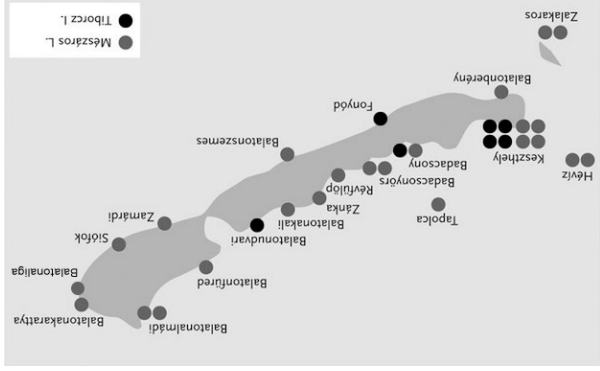 Balatonalmádi
Balatonakarattya
Balatonfüred
Balatonaliga
Balatonudvari
Siófok
Balatonakali
Tapolca
Zamárdi
Zánka
Révfülöp
Badacsonyörs
Hévíz
Badacsony
Keszthely
Balatonszemes
Fonyód
Balatonberény
Zalakaros
Mészáros L.
Tiborcz I.